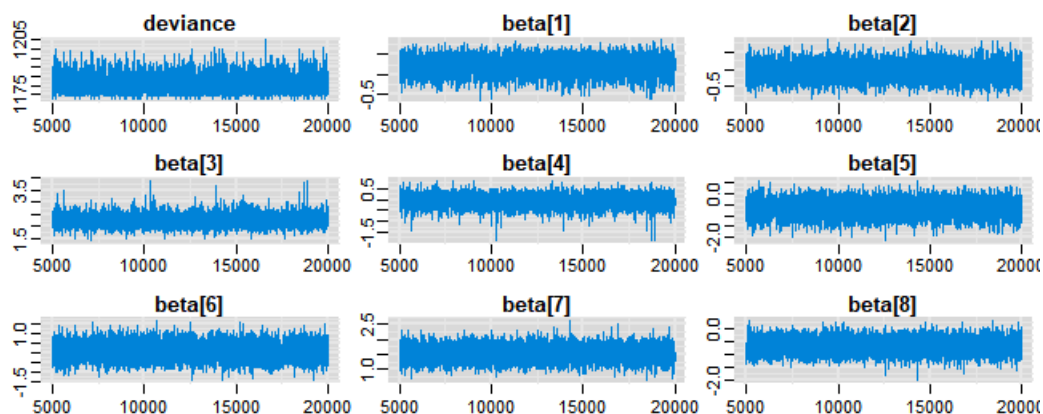 deviance beta[1] beta[2]
1175 1205 -0.5 -0.5
5000 10000 15000 20000 5000 10000 15000 20000 5000 10000 15000 20000
beta[3] beta[4] beta[5]
1.5 3.5 -1.5 0.5 -2.0 0.0
5000 10000 15000 20000 5000 10000 15000 20000 5000 10000 15000 20000
beta[6] beta[7] beta[8]
-1.5 1.0 1.0 2.5 -2.0 0.0
5000 10000 15000 20000 5000 10000 15000 20000 5000 10000 15000 20000